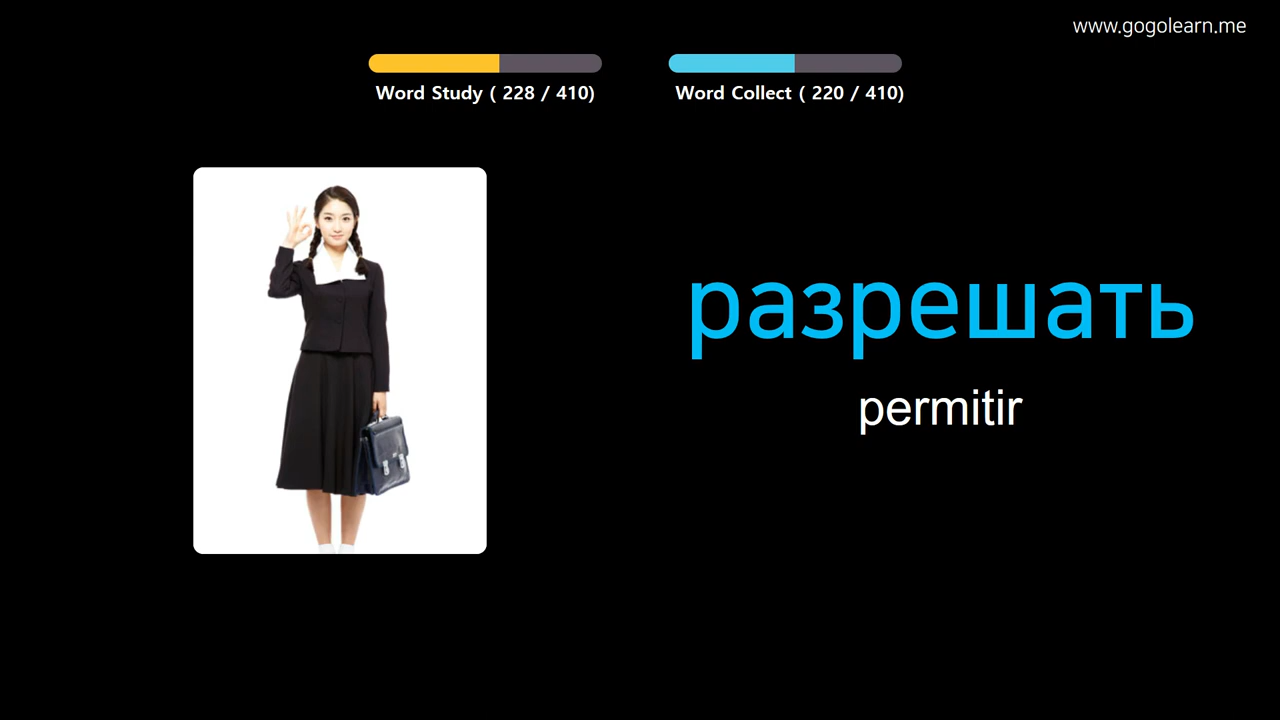 www.gogolearn.me
Word Study ( 228 / 410)
Word Collect ( 220 / 410)
разрешать
permitir